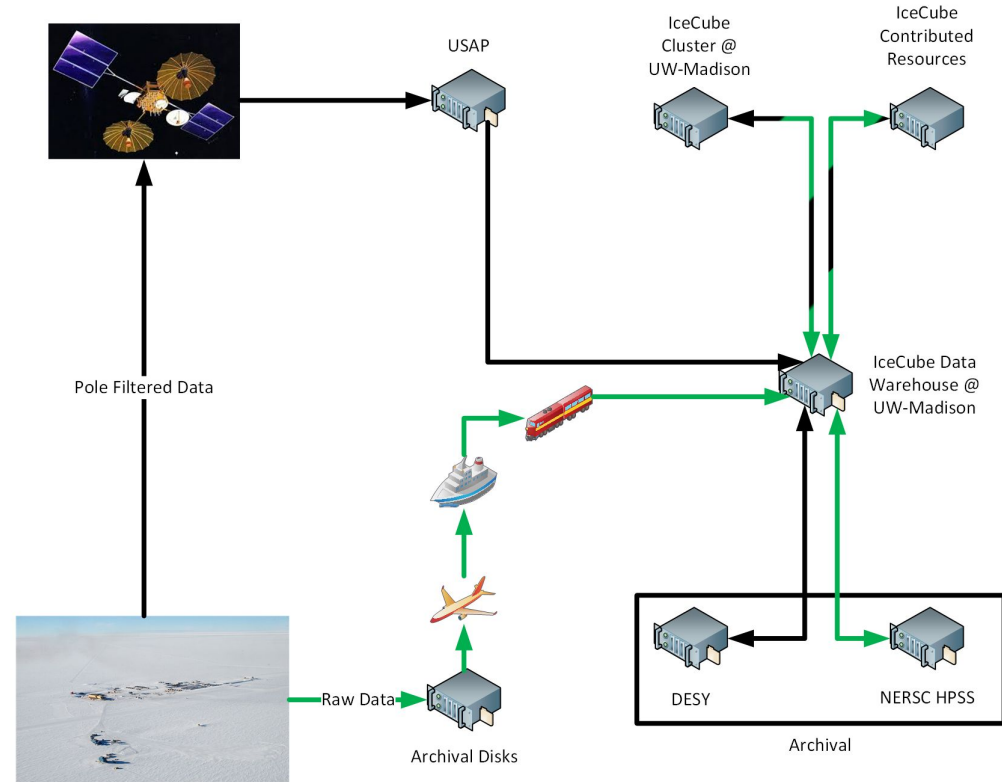 USAP
IceCube
Cluster @
UW-Madison
IceCube
Contributed
Resources
Pole Filtered Data
IceCube Data
Warehouse @
UW-Madison
Raw Data
Archival Disks
DESY
NERSC HPSS
Archival